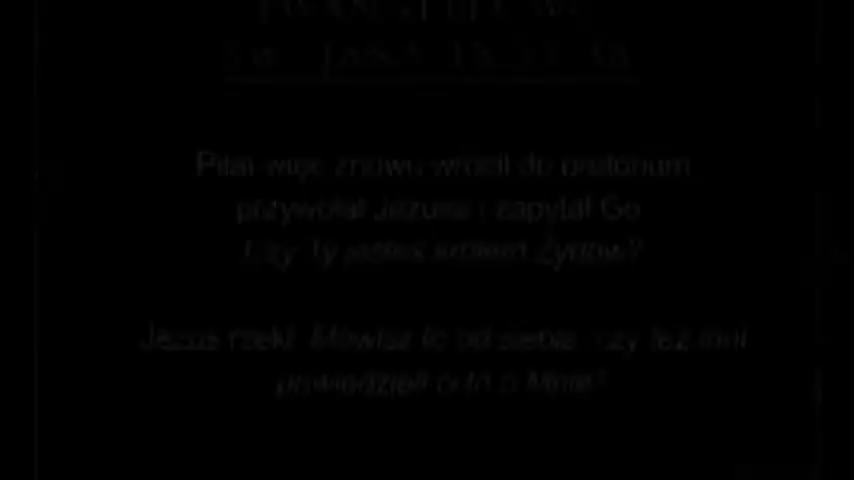 Piłat więc znowu wrócił do pretorium
przywołał Jezusa i zapytał Go
Czy Ty jesteś królem Żydów?
Jezus rzekł: Mówisz to od siebie, czy też inni
powiedzieli ci to o Mnie?